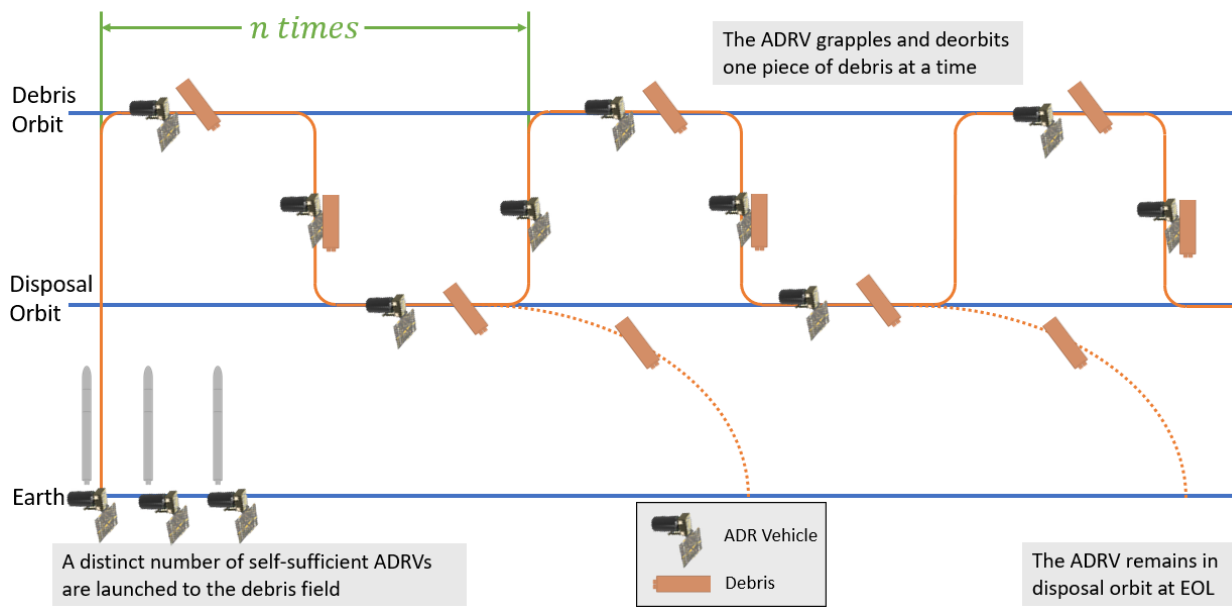 n times
The ADRV grapples and deorbits
one piece of debris at a time
Debris
Orbit
Disposal
Orbit
Earth
ADR Vehicle
Debris
A distinct number of self-sufficient ADRVs
are launched to the debris field
The ADRV remains in
disposal orbit at EOL